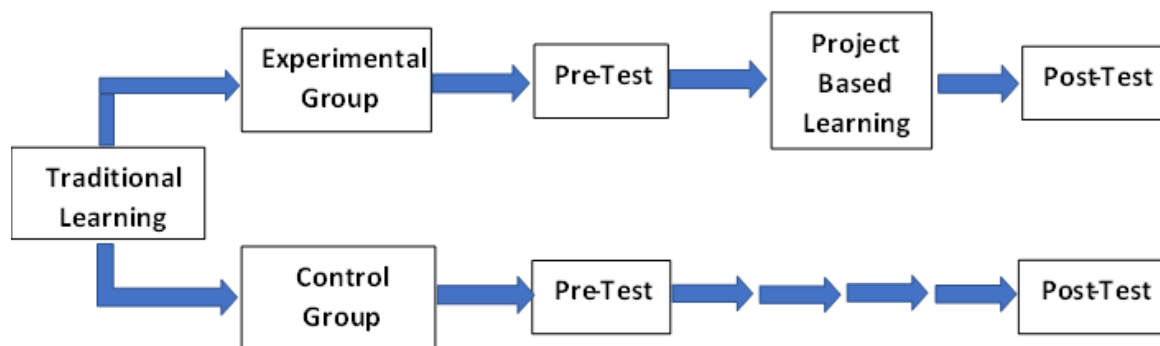 Experimental
Group
Pre-Test
Project
Based
Learning
Post-Test
Traditional
Learning
Control
Group
Pre-Test
Post-Test